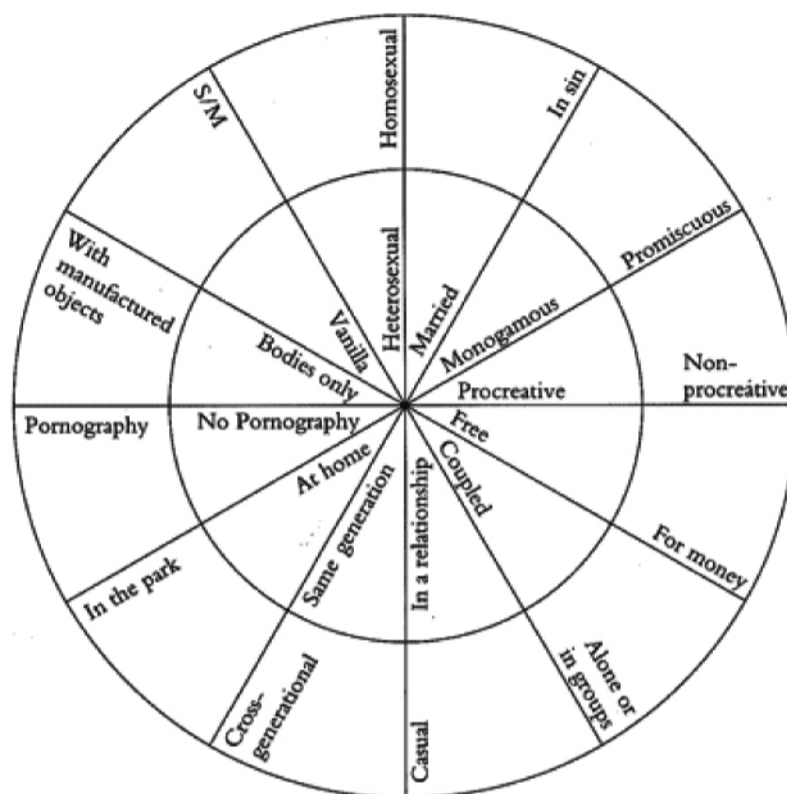 Homosexual
In sin
Promiscuous
Non-
procreative
For money
Alone or
in groups
Casual
Cross-
generational
In the park
Pornography
With
manufactured
objects
S/M
Heterosexual
Married
Monogamous
Procreative
Free
Coupled
In a relationship
Same generation
At home
No Pornography
Bodies only
Vanilla